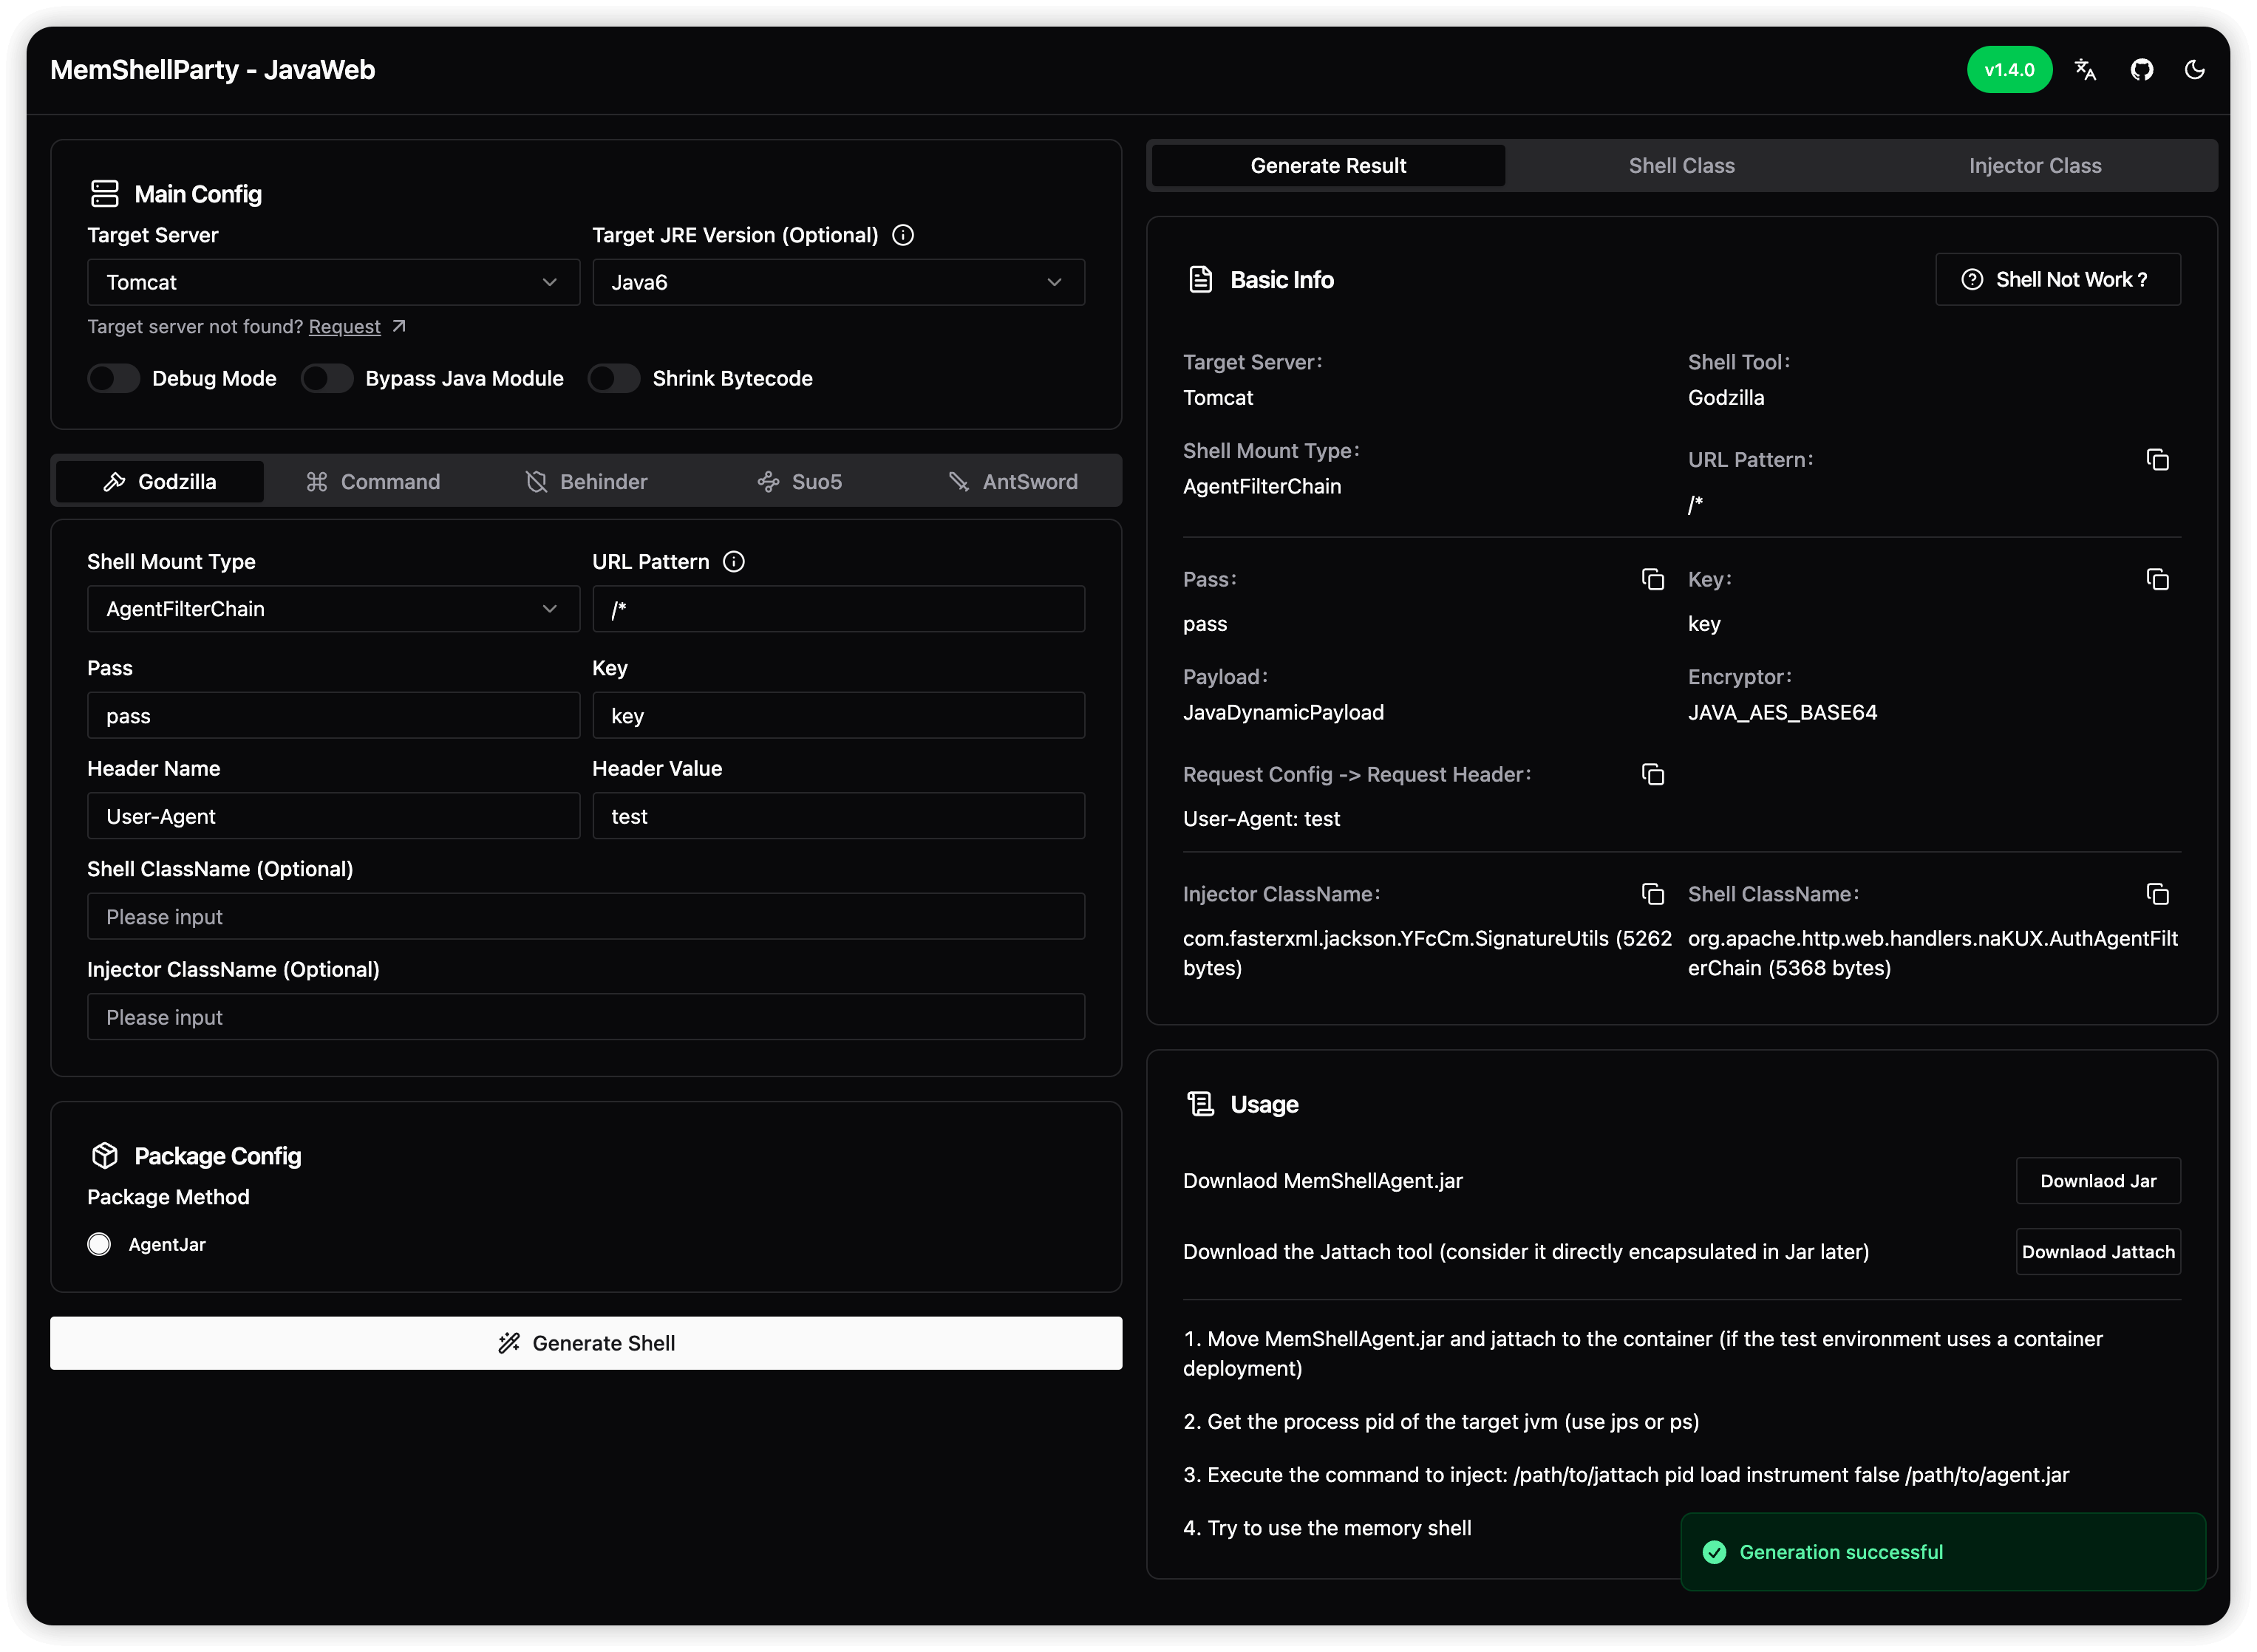 MemShellParty - JavaWeb
v1.4.0
Main Config
Target Server
Target JRE Version (Optional)
Tomcat
Java6
Target server not found? Request
Debug Mode
Bypass Java Module
Shrink Bytecode
Godzilla
Command
Behinder
Suo5
AntSword
Shell Mount Type
URL Pattern
AgentFilterChain
/*
Pass
Key
pass
key
Header Name
Header Value
User-Agent
test
Shell ClassName (Optional)
Please input
Injector ClassName (Optional)
Please input
Package Config
Package Method
AgentJar
Generate Shell
Generate Result
Shell Class
Injector Class
Basic Info
Shell Not Work ?
Target Server:
Shell Tool:
Tomcat
Godzilla
Shell Mount Type:
URL Pattern:
AgentFilterChain
/*
Pass:
Key:
pass
key
Payload:
Encryptor:
JavaDynamicPayload
JAVA_AES_BASE64
Request Config -> Request Header:
User-Agent: test
Injector ClassName:
Shell ClassName:
com.fasterxml.jackson.YFcCm.SignatureUtils (5262
bytes)
org.apache.http.web.handlers.naKUX.AuthAgentFilt
erChain (5368 bytes)
Usage
Downlaod MemShellAgent.jar
Downlaod Jar
Download the Jattach tool (consider it directly encapsulated in Jar later)
Downlaod Jattach
1. Move MemShellAgent.jar and jattach to the container (if the test environment uses a container
deployment)
2. Get the process pid of the target jvm (use jps or ps)
3. Execute the command to inject: /path/to/jattach pid load instrument false /path/to/agent.jar
4. Try to use the memory shell
Generation successful